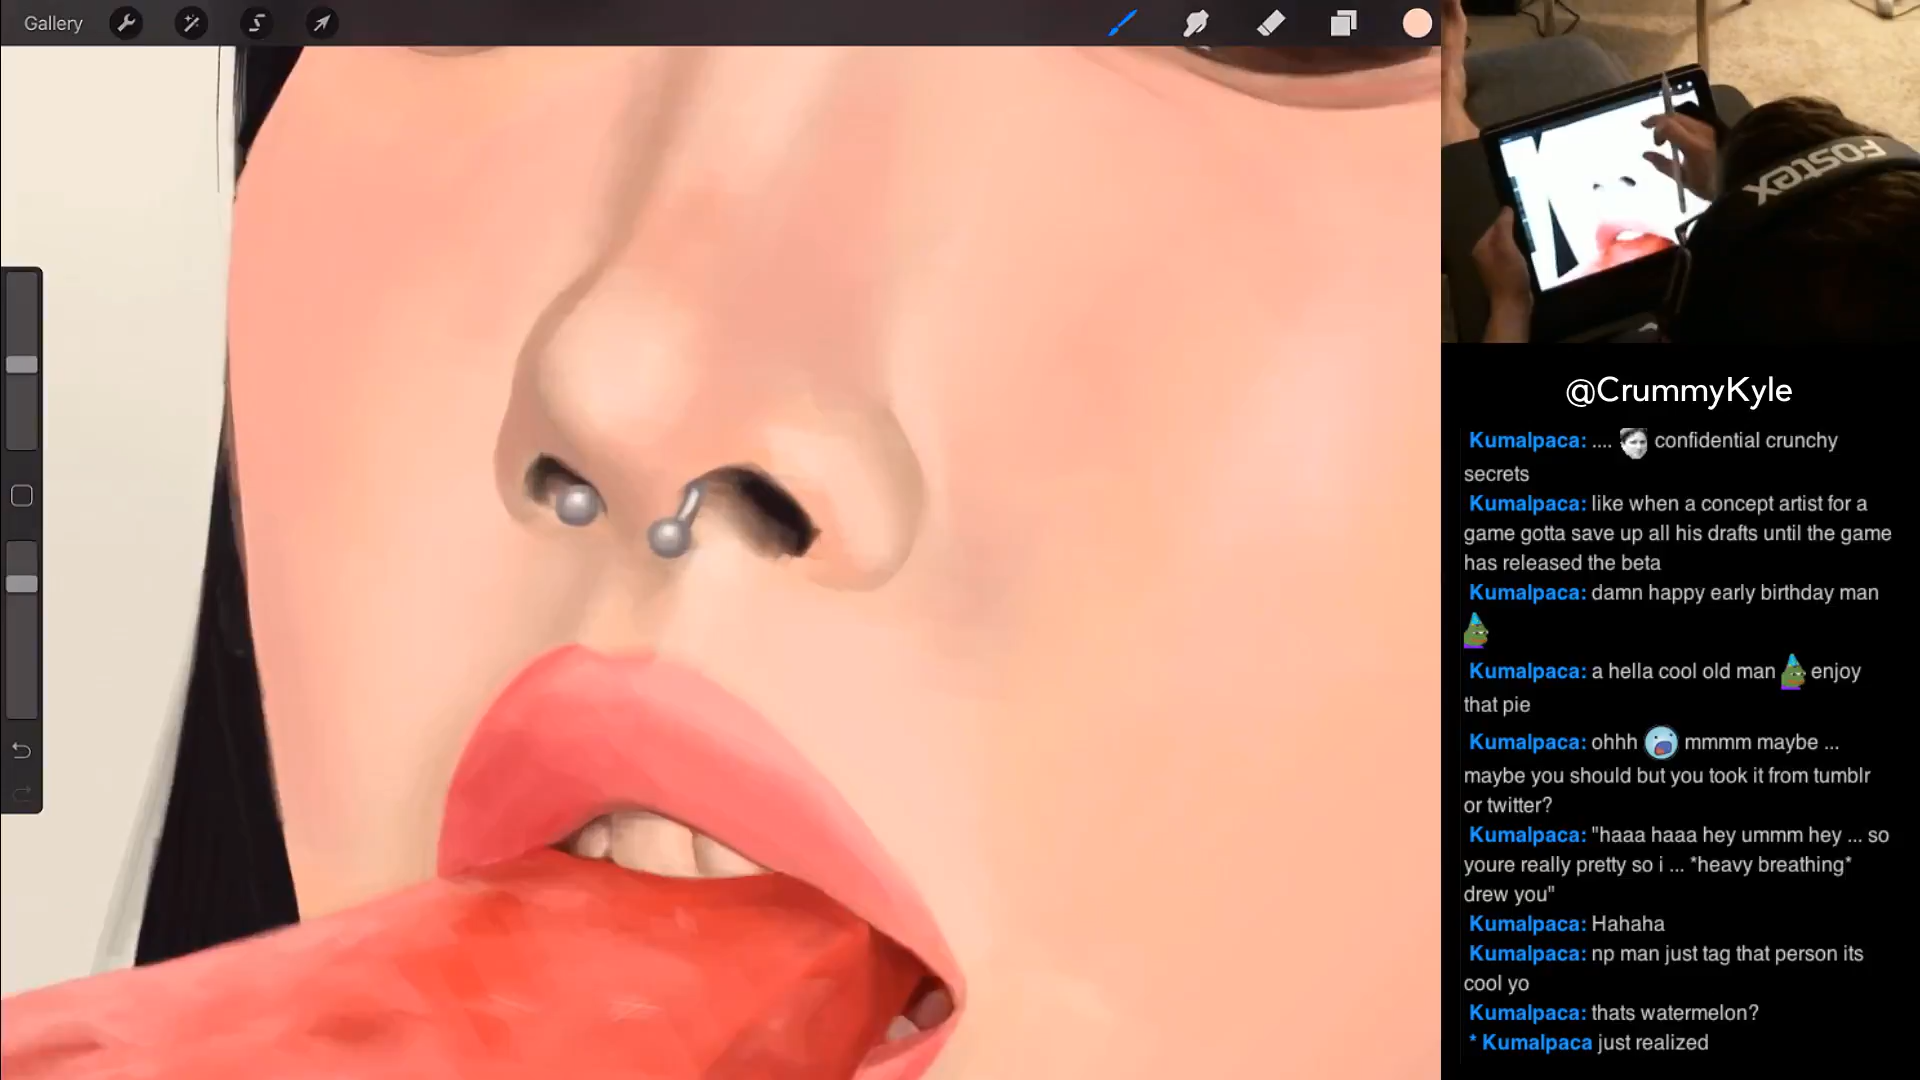 Gallery
FOSTEX
@CrummyKyle
Kumalpaca: .... confidential crunchy
secrets
Kumalpaca: like when a concept artist for a
game gotta save up all his drafts until the game
has released the beta
Kumalpaca: damn happy early birthday man
Kumalpaca: a hella cool old man enjoy
that pie
Kumalpaca: ohhh mmmm maybe ...
maybe you should but you took it from tumblr
or twitter?
Kumalpaca: "haaa haaa hey ummm hey ... so
youre really pretty so i ... *heavy breathing*
drew you"
Kumalpaca: Hahaha
Kumalpaca: np man just tag that person its
cool yo
Kumalpaca: thats watermelon?
* Kumalpaca just realized